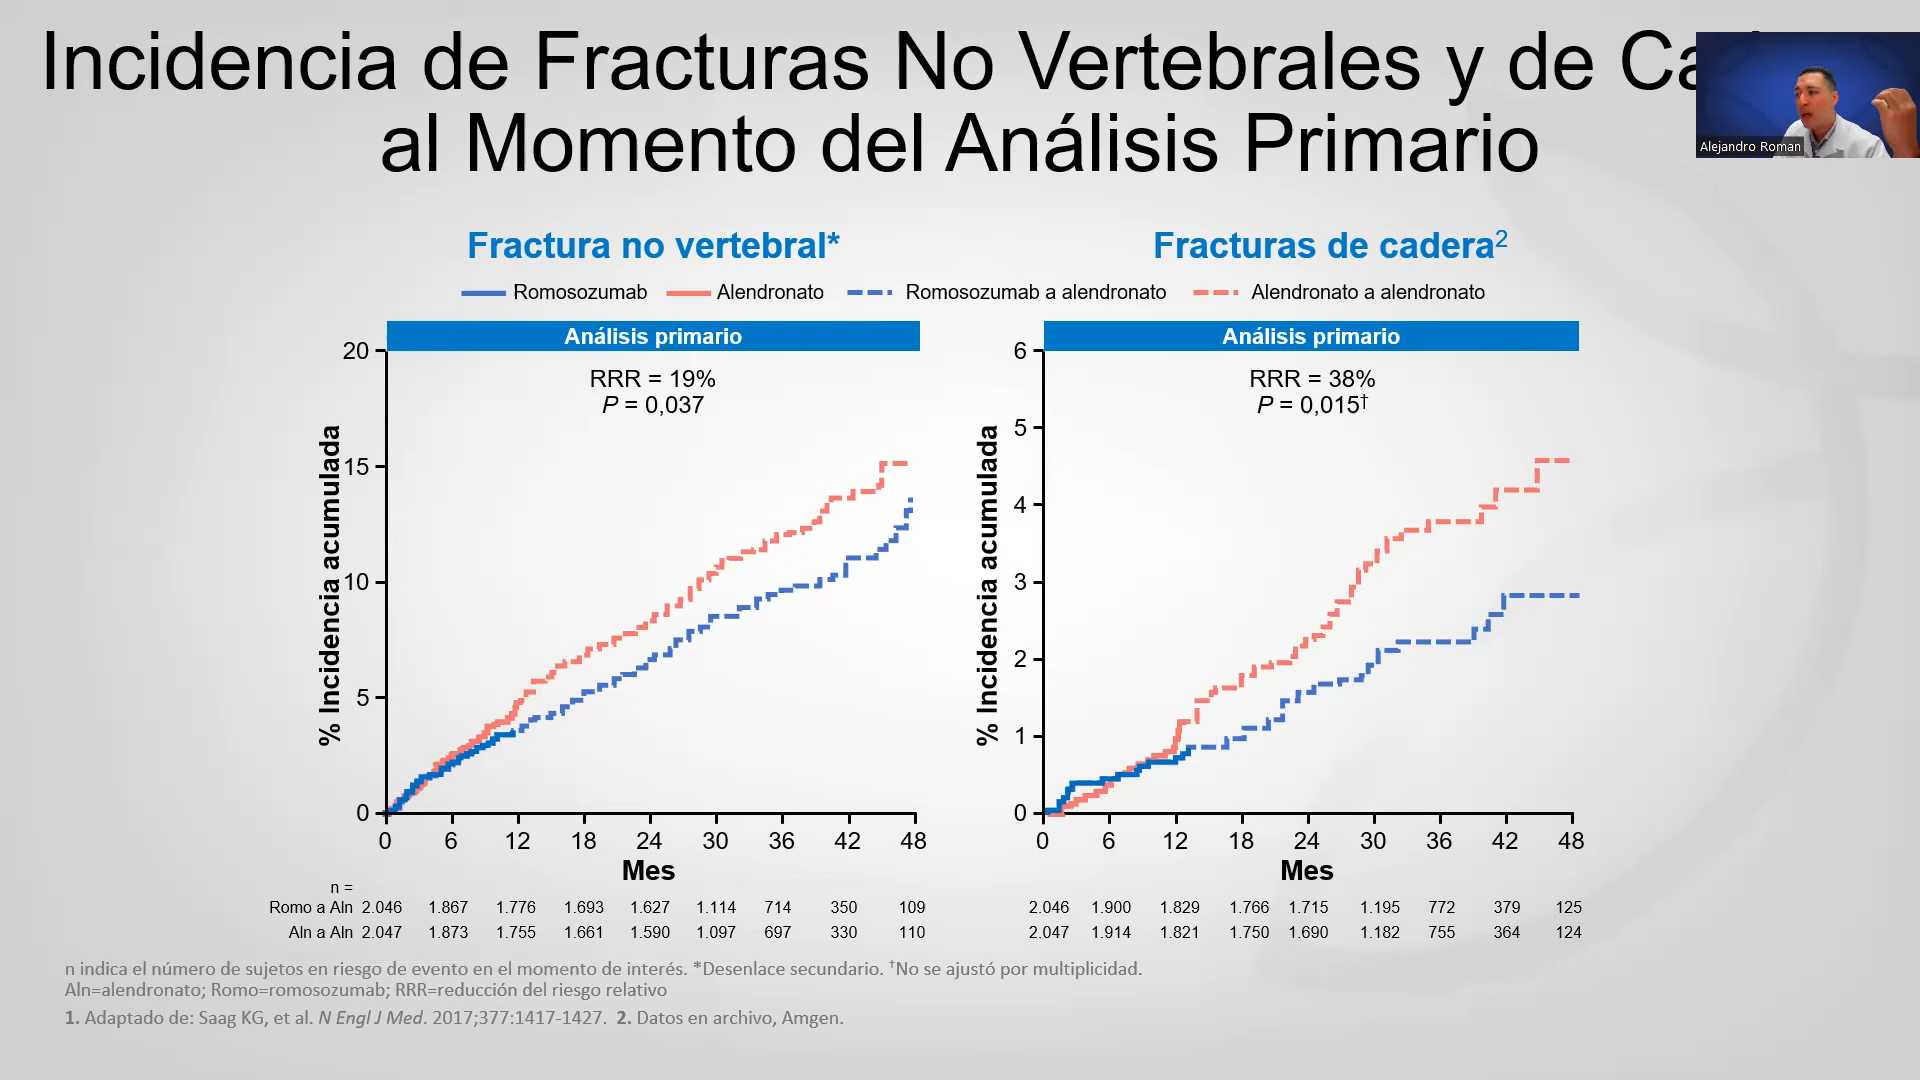 Incidencia de Fracturas No Vertebrales y de
al Momento del Análisis Primario
Alejandro Roman
Fractura no vertebral*
Fracturas de cadera²
Romosozumab
Alendronato
Romosozumab a alendronato
Alendronato a alendronato
Análisis primario
RRR = 19%
P = 0,037
% Incidencia acumulada
20
15
10
5
0
0 6 12 18 24 30 36 42 48
Mes
Análisis primario
RRR = 38%
P = 0,015†
% Incidencia acumulada
6
5
4
3
2
1
0
0 6 12 18 24 30 36 42 48
Mes
n =
Romo a Aln 2.046 1.867 1.776 1.693 1.627 1.114 714 350 109
Aln a Aln 2.047 1.873 1.755 1.661 1.590 1.097 697 330 110
2.046 1.900 1.829 1.766 1.715 1.195 772 379 125
2.047 1.914 1.821 1.750 1.690 1.182 755 364 124
n indica el número de sujetos en riesgo de evento en el momento de interés. *Desenlace secundario. †No se ajustó por multiplicidad.
Aln=alendronato; Romo=romosozumab; RRR=reducción del riesgo relativo
1. Adaptado de: Saag KG, et al. N Engl J Med. 2017;377:1417-1427. 2. Datos en archivo, Amgen.